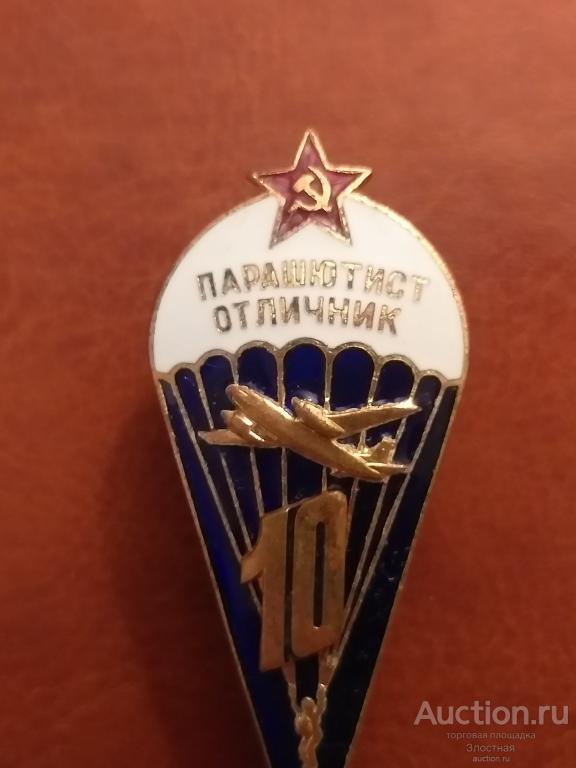 ПАРАШЮТИСТ
ОТЛИЧНИК
10
Auction.ru
торговая площадка
Злостная
auction.ru